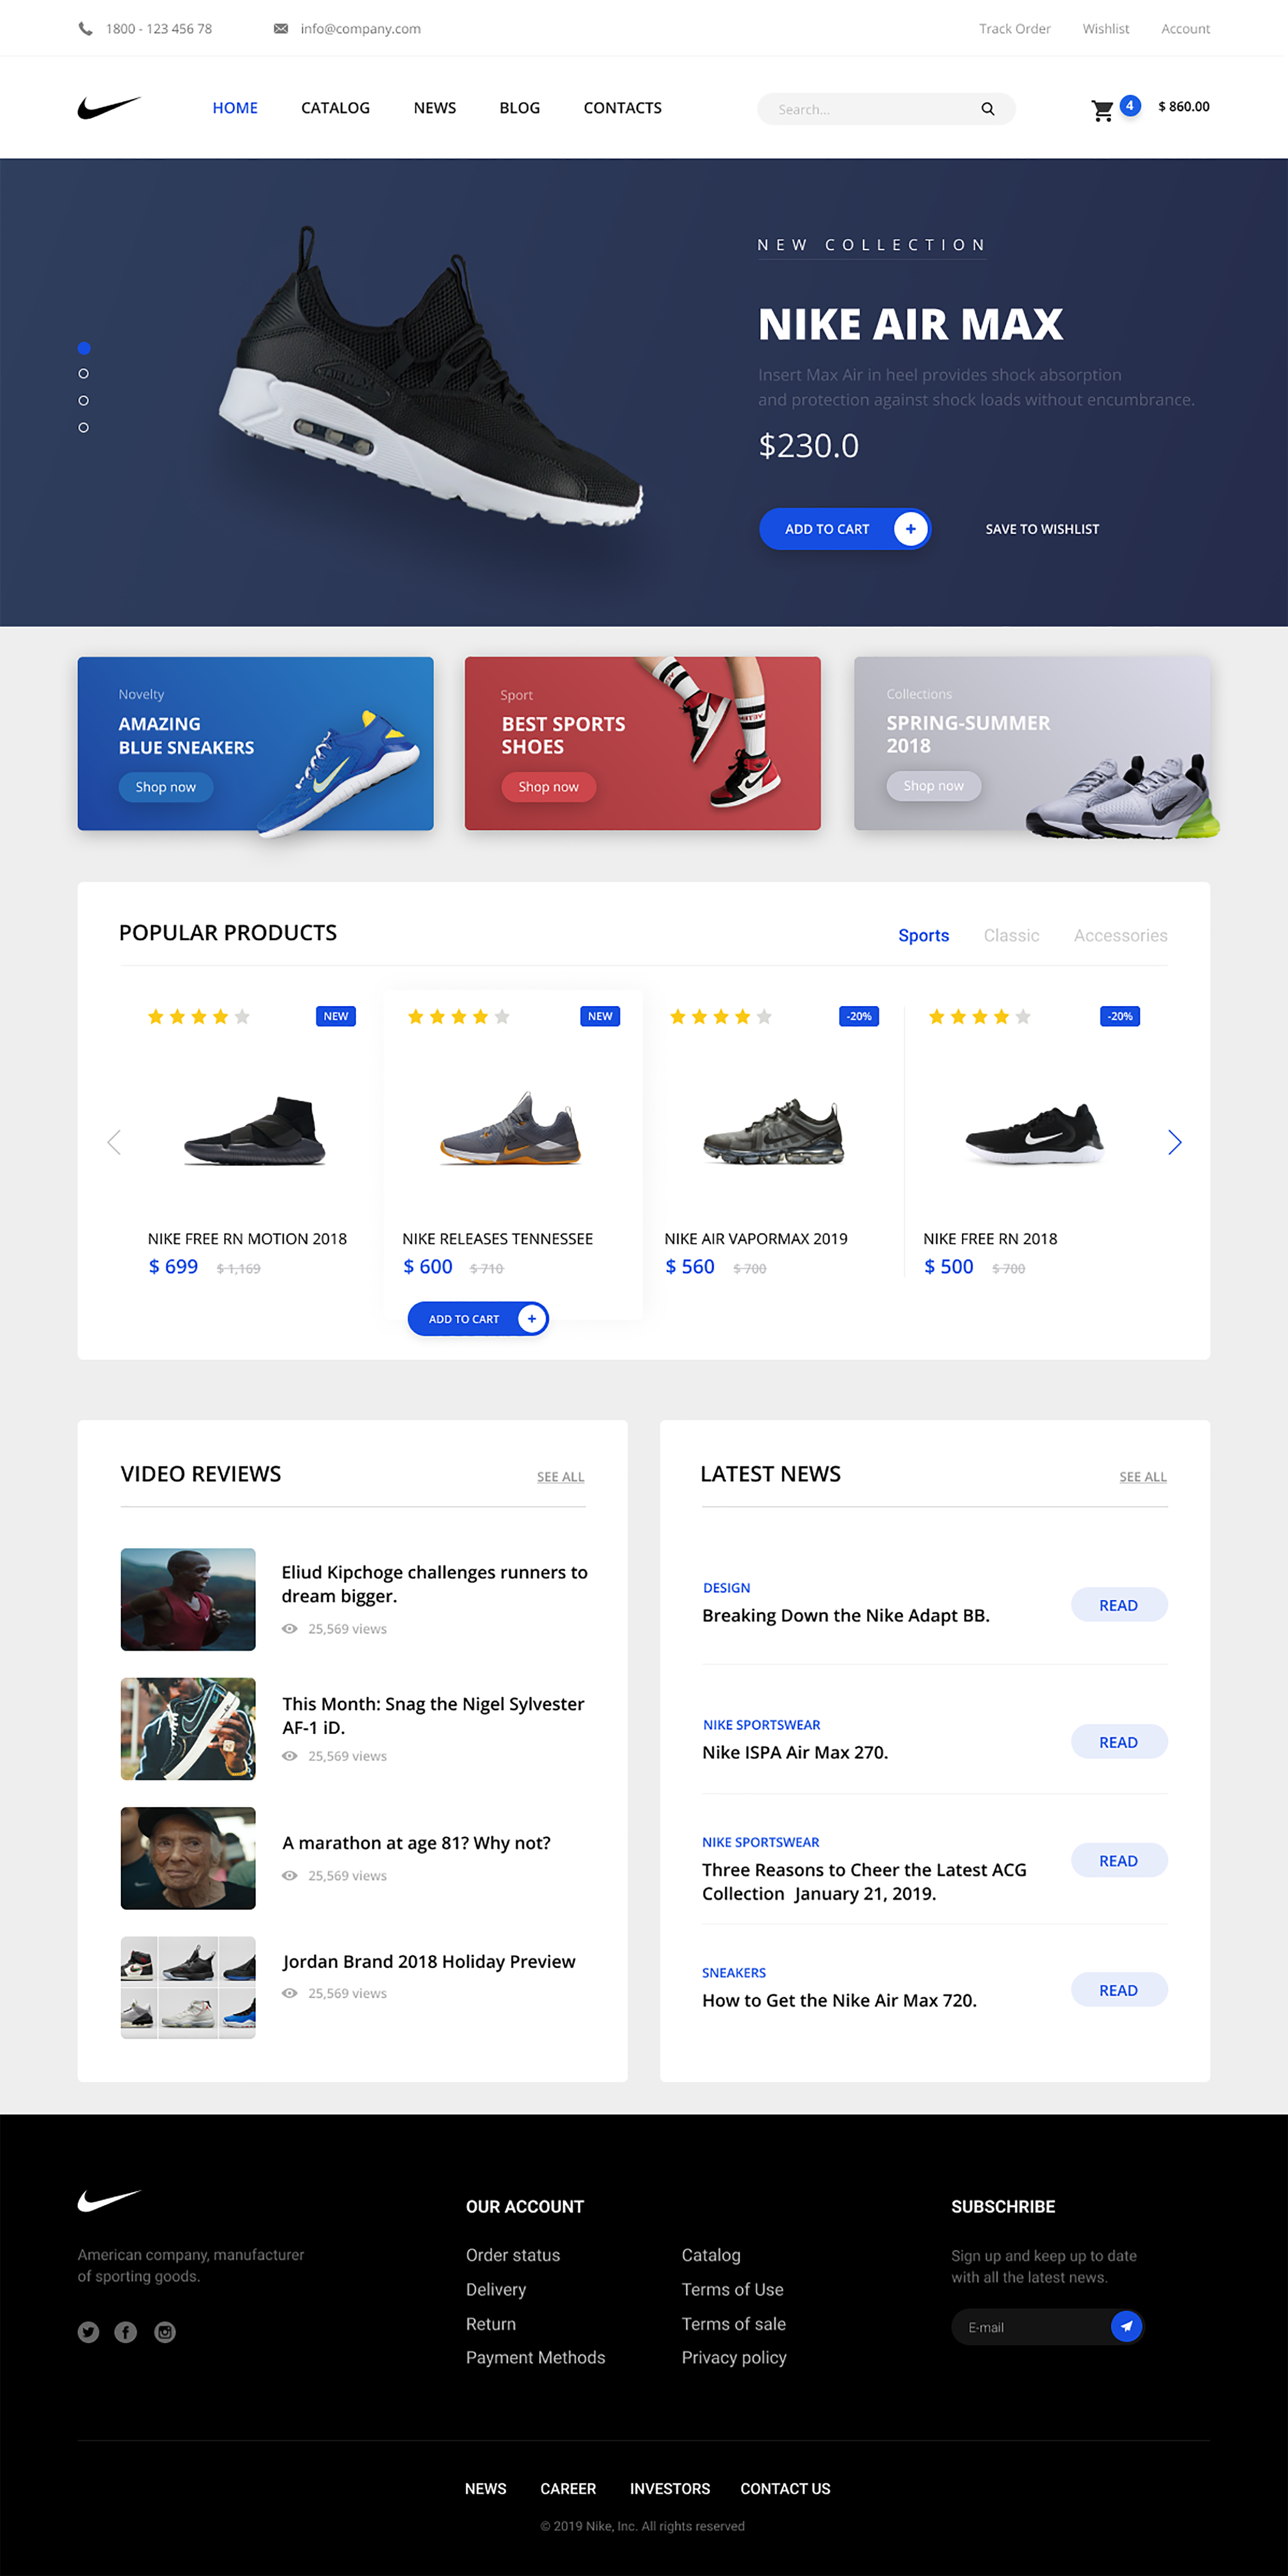 1800 - 123 456 78
info@company.com
Track Order
Wishlist
Account
HOME
CATALOG
NEWS
BLOG
CONTACTS
Search...
4
$ 860.00
NEW COLLECTION
NIKE AIR MAX
Insert Max Air in heel provides shock absorption
and protection against shock loads without encumbrance.
$230.0
ADD TO CART
SAVE TO WISHLIST
Novelty
AMAZING
BLUE SNEAKERS
Shop now
Sport
BEST SPORTS
SHOES
Shop now
Collections
SPRING-SUMMER
2018
Shop now
POPULAR PRODUCTS
Sports
Classic
Accessories
NEW
NIKE FREE RN MOTION 2018
$ 699
$ 1,169
NEW
NIKE RELEASES TENNESSEE
$ 600
$ 710
ADD TO CART
-20%
NIKE AIR VAPORMAX 2019
$ 560
$ 700
-20%
NIKE FREE RN 2018
$ 500
$ 700
VIDEO REVIEWS
SEE ALL
Eliud Kipchoge challenges runners to
dream bigger.
25,569 views
This Month: Snag the Nigel Sylvester
AF-1 iD.
25,569 views
A marathon at age 81? Why not?
25,569 views
Jordan Brand 2018 Holiday Preview
25,569 views
LATEST NEWS
SEE ALL
DESIGN
Breaking Down the Nike Adapt BB.
READ
NIKE SPORTSWEAR
Nike ISPA Air Max 270.
READ
NIKE SPORTSWEAR
Three Reasons to Cheer the Latest ACG
Collection January 21, 2019.
READ
SNEAKERS
How to Get the Nike Air Max 720.
READ
American company, manufacturer
of sporting goods.
OUR ACCOUNT
Order status
Delivery
Return
Payment Methods
Catalog
Terms of Use
Terms of sale
Privacy policy
SUBSCHRIBE
Sign up and keep up to date
with all the latest news.
E-mail
NEWS
CAREER
INVESTORS
CONTACT US
© 2019 Nike, Inc. All rights reserved